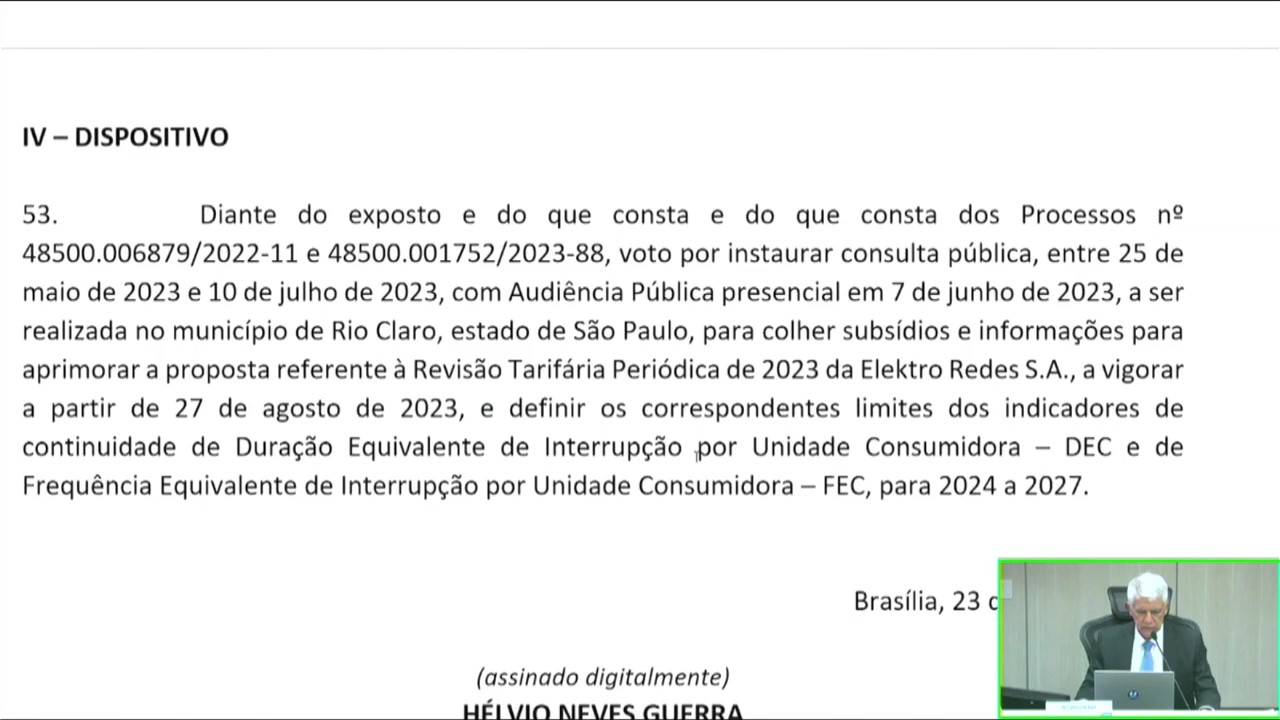 IV – DISPOSITIVO
53. Diante do exposto e do que consta e do que consta dos Processos nº
48500.006879/2022-11 e 48500.001752/2023-88, voto por instaurar consulta pública, entre 25 de
maio de 2023 e 10 de julho de 2023, com Audiência Pública presencial em 7 de junho de 2023, a ser
realizada no município de Rio Claro, estado de São Paulo, para colher subsídios e informações para
aprimorar a proposta referente à Revisão Tarifária Periódica de 2023 da Elektro Redes S.A., a vigorar
a partir de 27 de agosto de 2023, e definir os correspondentes limites dos indicadores de
continuidade de Duração Equivalente de Interrupção por Unidade Consumidora – DEC e de
Frequência Equivalente de Interrupção por Unidade Consumidora – FEC, para 2024 a 2027.
Brasília, 23
(assinado digitalmente)
HÉLVIO NEVES GUERRA